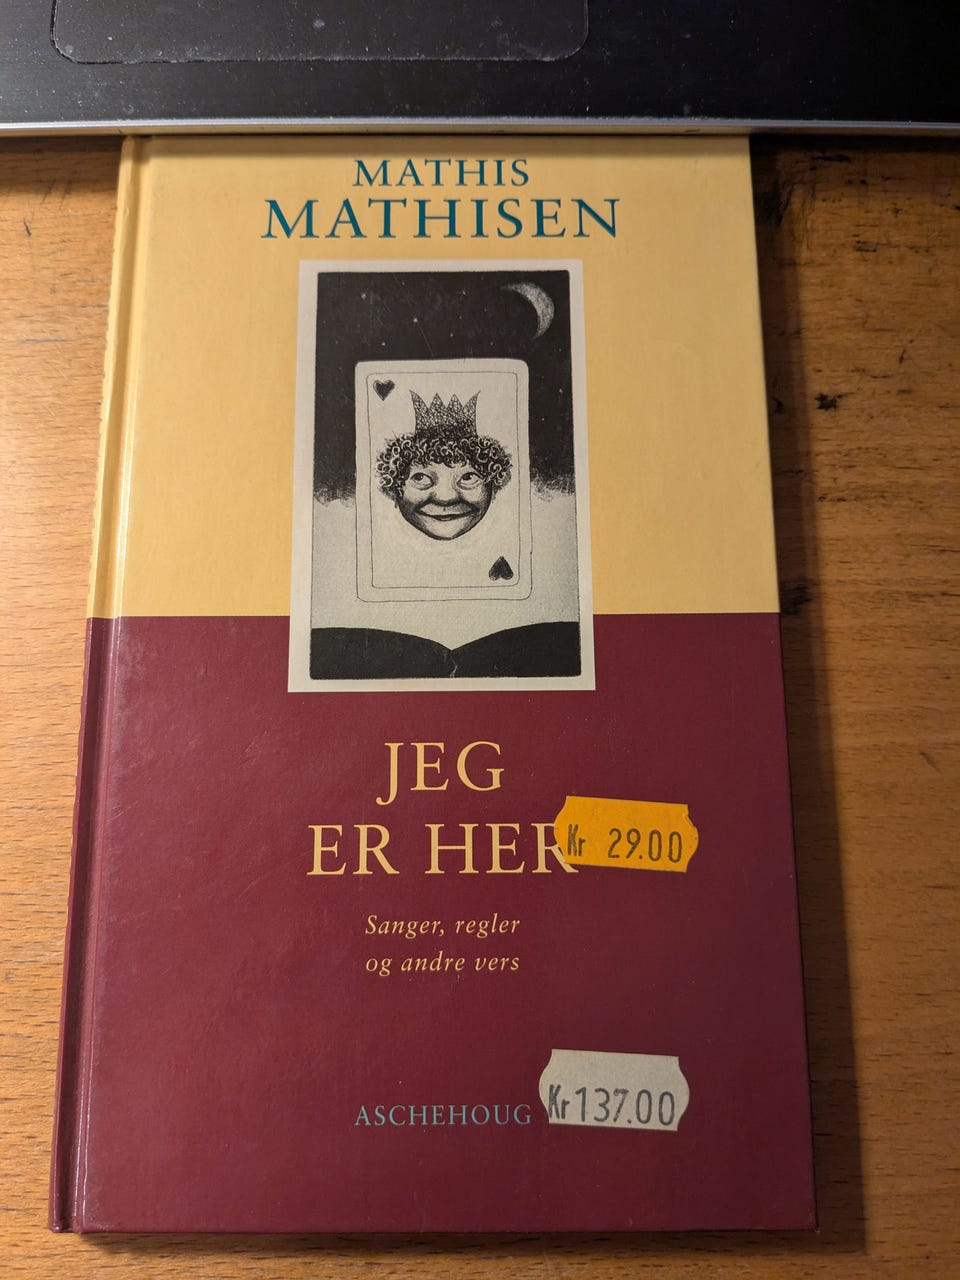 MATHIS
MATHISEN
JEG
ER HER
Kr 29.00
Sanger, regler
og andre vers
ASCHEHOUG
Kr 137.00